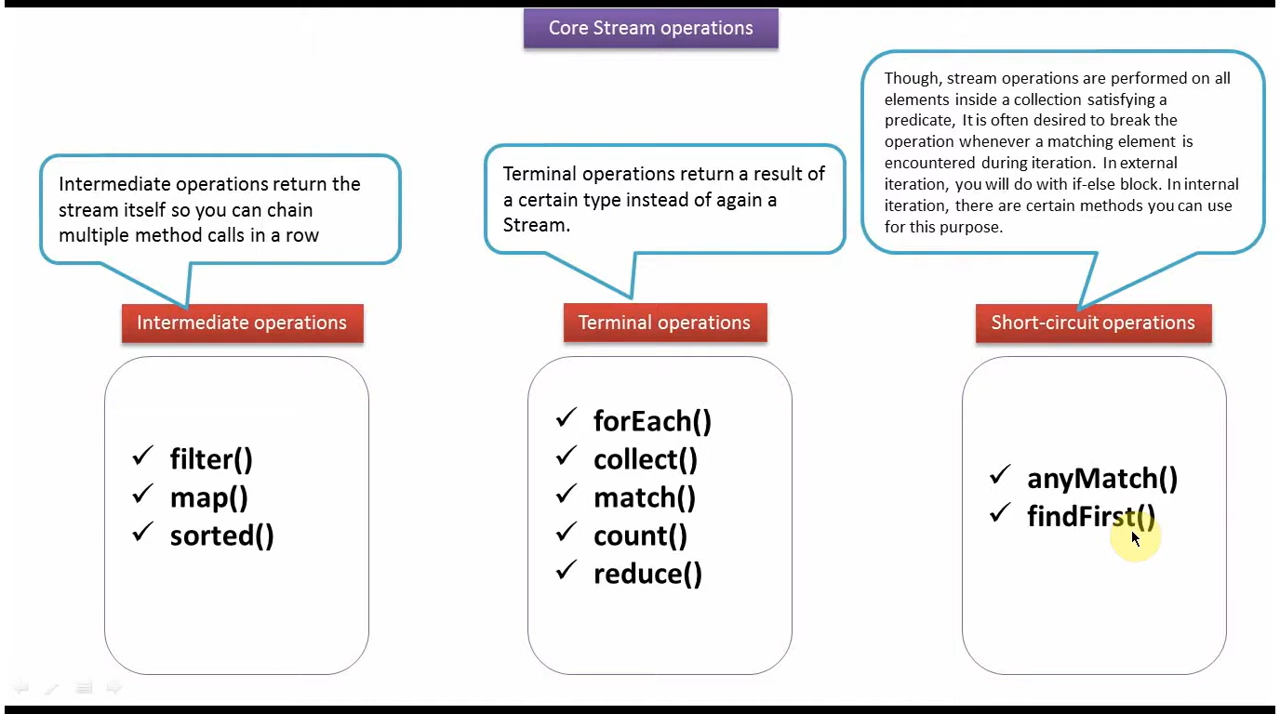 Core Stream operations
Intermediate operations return the
stream itself so you can chain
multiple method calls in a row
Terminal operations return a result of
a certain type instead of again a
Stream.
Though, stream operations are performed on all
elements inside a collection satisfying a
predicate, It is often desired to break the
operation whenever a matching element is
encountered during iteration. In external
iteration, you will do with if-else block. In internal
iteration, there are certain methods you can use
for this purpose.
Intermediate operations
✓ filter()
✓ map()
✓ sorted()
Terminal operations
✓ forEach()
✓ collect()
✓ match()
✓ count()
✓ reduce()
Short-circuit operations
✓ anyMatch()
✓ findFirst()